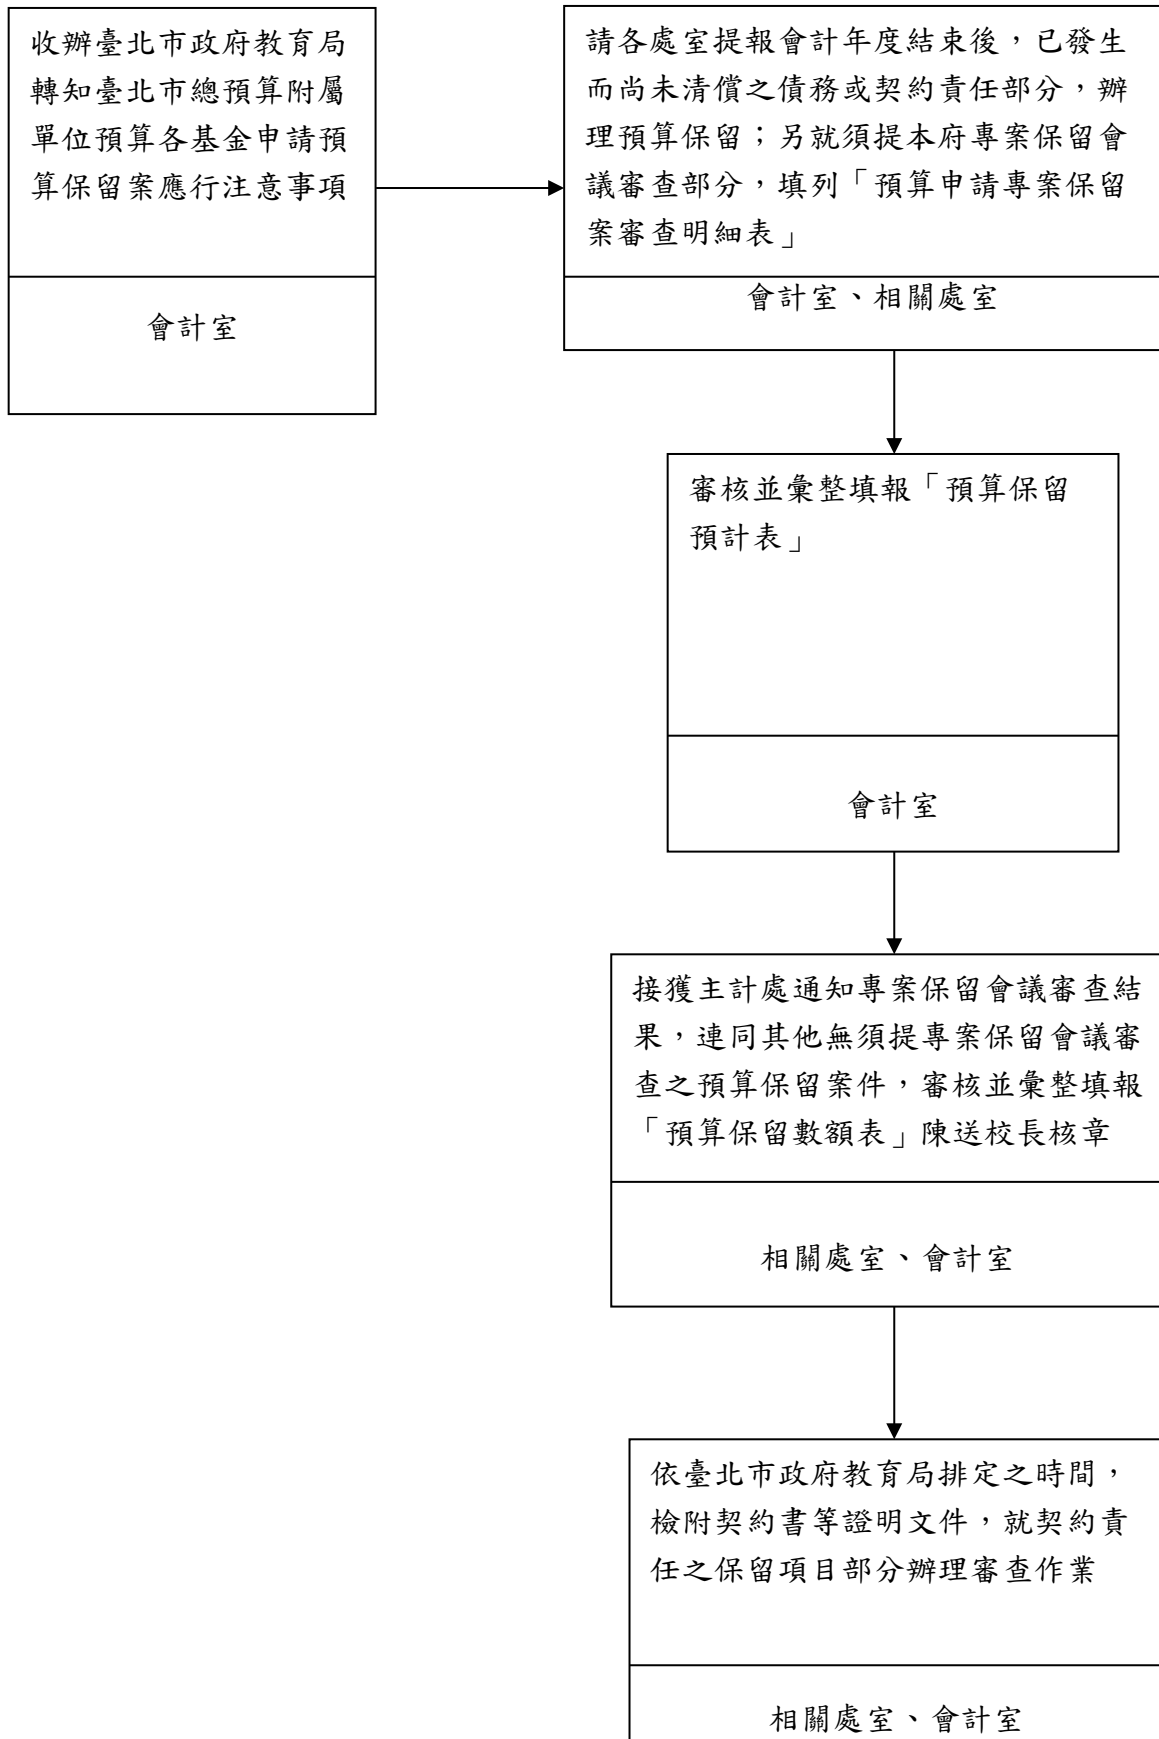 收辦臺北市政府教育局
轉知臺北市總預算附屬
單位預算各基金申請預
算保留案應行注意事項
會計室
請各處室提報會計年度結束後，已發生
而尚未清償之債務或契約責任部分，辦
理預算保留；另就須提本府專案保留會
議審查部分，填列「預算申請專案保留
案審查明細表」
會計室、相關處室
審核並彙整填報「預算保留
預計表」
會計室
接獲主計處通知專案保留會議審查結
果，連同其他無須提專案保留會議審
查之預算保留案件，審核並彙整填報
「預算保留數額表」陳送校長核章
相關處室、會計室
依臺北市政府教育局排定之時間，
檢附契約書等證明文件，就契約責
任之保留項目部分辦理審查作業
相關處室、會計室